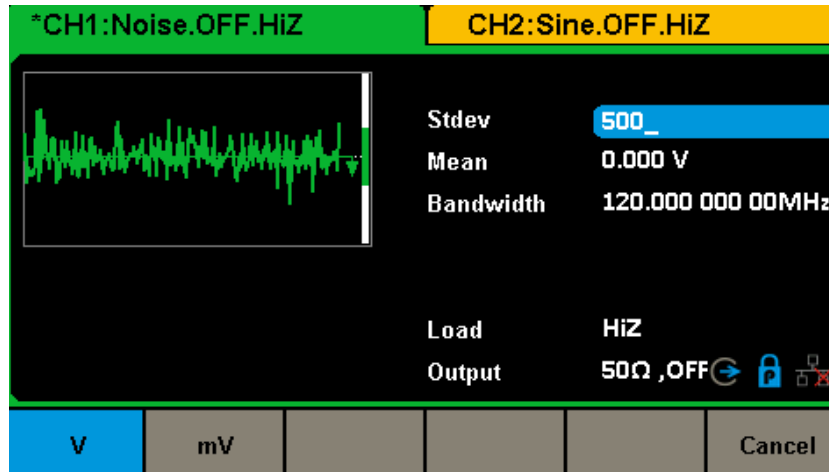 *CH1:Noise.OFF.HiZ CH2:Sine.OFF.HiZ
Stdev 500_
Mean 0.000 V
Bandwidth 120.000 000 00MHz
Load HiZ
Output 50Ω ,OFF P
V mV Cancel